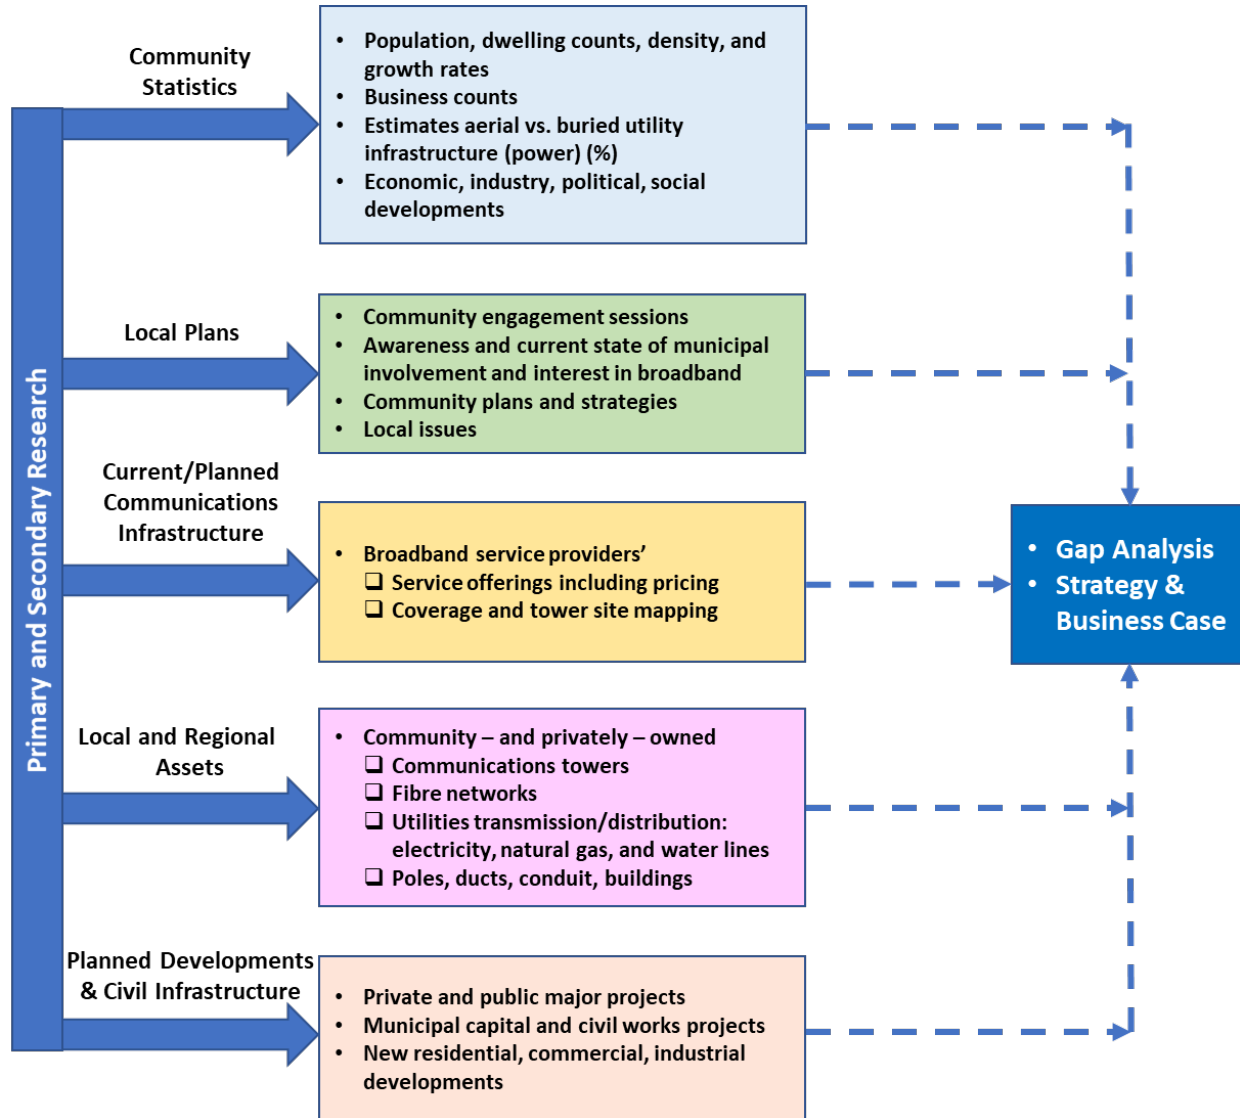 Primary and Secondary Research
Community
Statistics
• Population, dwelling counts, density, and
growth rates
• Business counts
• Estimates aerial vs. buried utility
infrastructure (power) (%)
• Economic, industry, political, social
developments
Local Plans
• Community engagement sessions
• Awareness and current state of municipal
involvement and interest in broadband
• Community plans and strategies
• Local issues
Current/Planned
Communications
Infrastructure
• Broadband service providers’
❑ Service offerings including pricing
❑ Coverage and tower site mapping
Local and Regional
Assets
• Community – and privately – owned
❑ Communications towers
❑ Fibre networks
❑ Utilities transmission/distribution:
electricity, natural gas, and water lines
❑ Poles, ducts, conduit, buildings
Planned Developments
& Civil Infrastructure
• Private and public major projects
• Municipal capital and civil works projects
• New residential, commercial, industrial
developments
• Gap Analysis
• Strategy &
Business Case